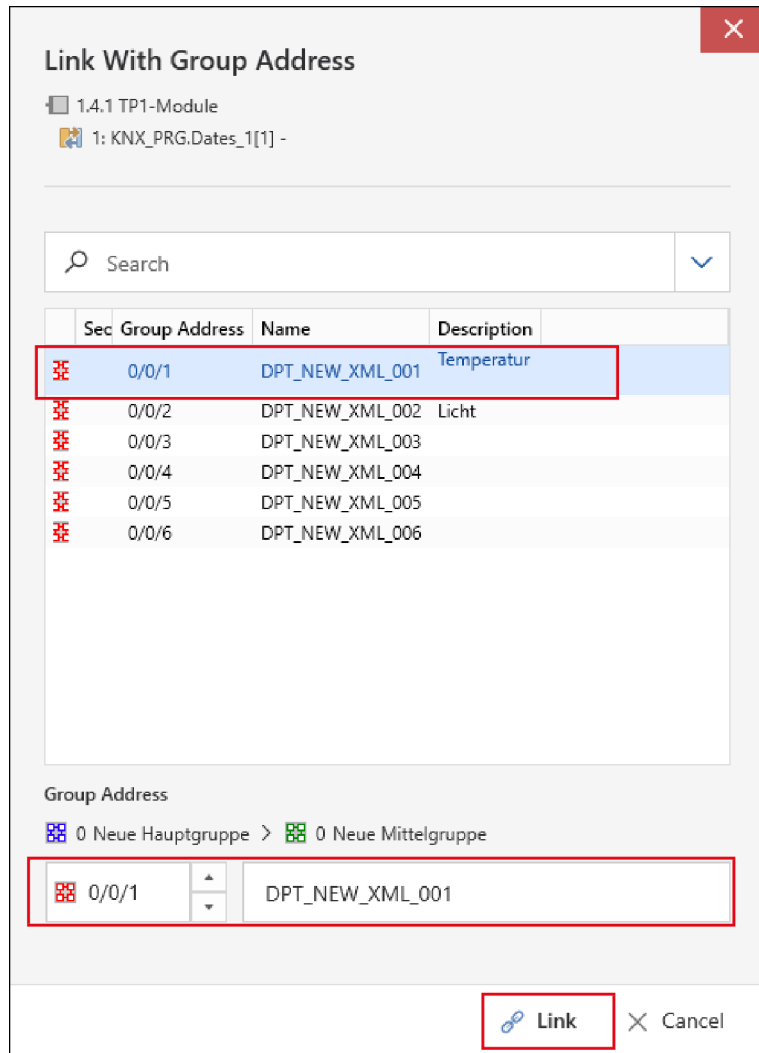 Link With Group Address
1.4.1 TP1-Module
1: KNX_PRG.Dates_1[1] -
Search
Sec Group Address Name Description
0/0/1 DPT_NEW_XML_001 Temperatur
0/0/2 DPT_NEW_XML_002 Licht
0/0/3 DPT_NEW_XML_003
0/0/4 DPT_NEW_XML_004
0/0/5 DPT_NEW_XML_005
0/0/6 DPT_NEW_XML_006
Group Address
0 Neue Hauptgruppe > 0 Neue Mittelgruppe
0/0/1 DPT_NEW_XML_001
Link Cancel